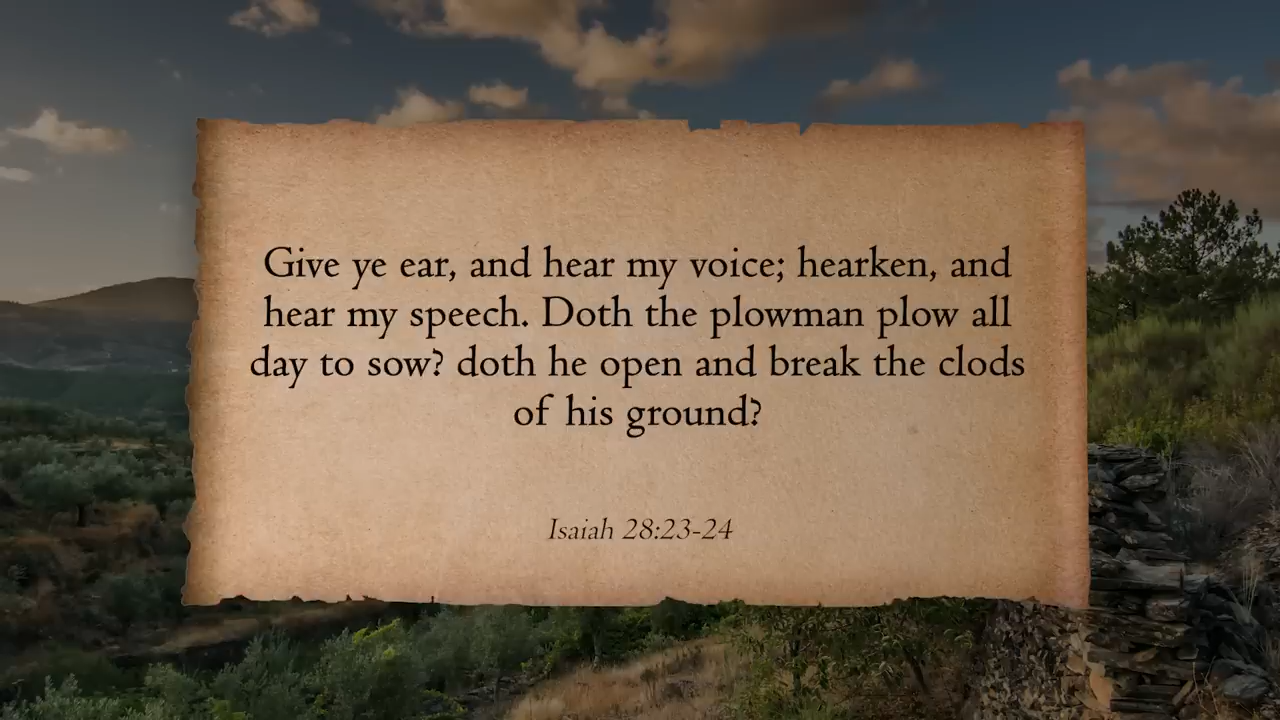 Give ye ear, and hear my voice; hearken, and
hear my speech. Doth the plowman plow all
day to sow? doth he open and break the clods
of his ground?
Isaiah 28:23-24